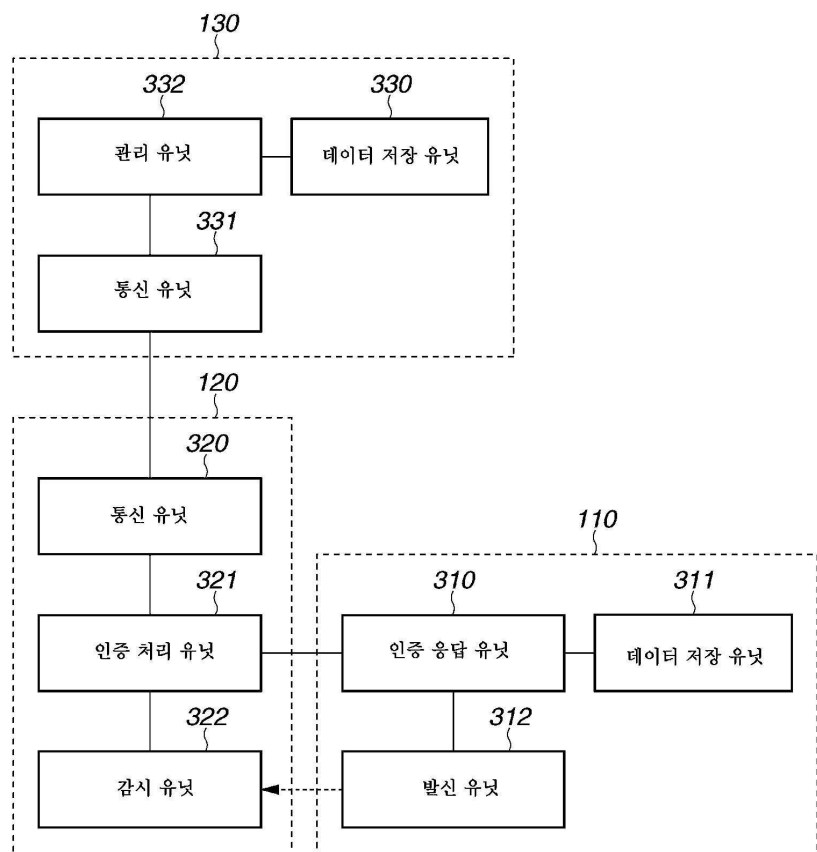 130
332
330
관리 유닛
데이터 저장 유닛
331
통신 유닛
120
320
통신 유닛
110
321
310
311
인증 처리 유닛
인증 응답 유닛
데이터 저장 유닛
322
312
감시 유닛
발신 유닛